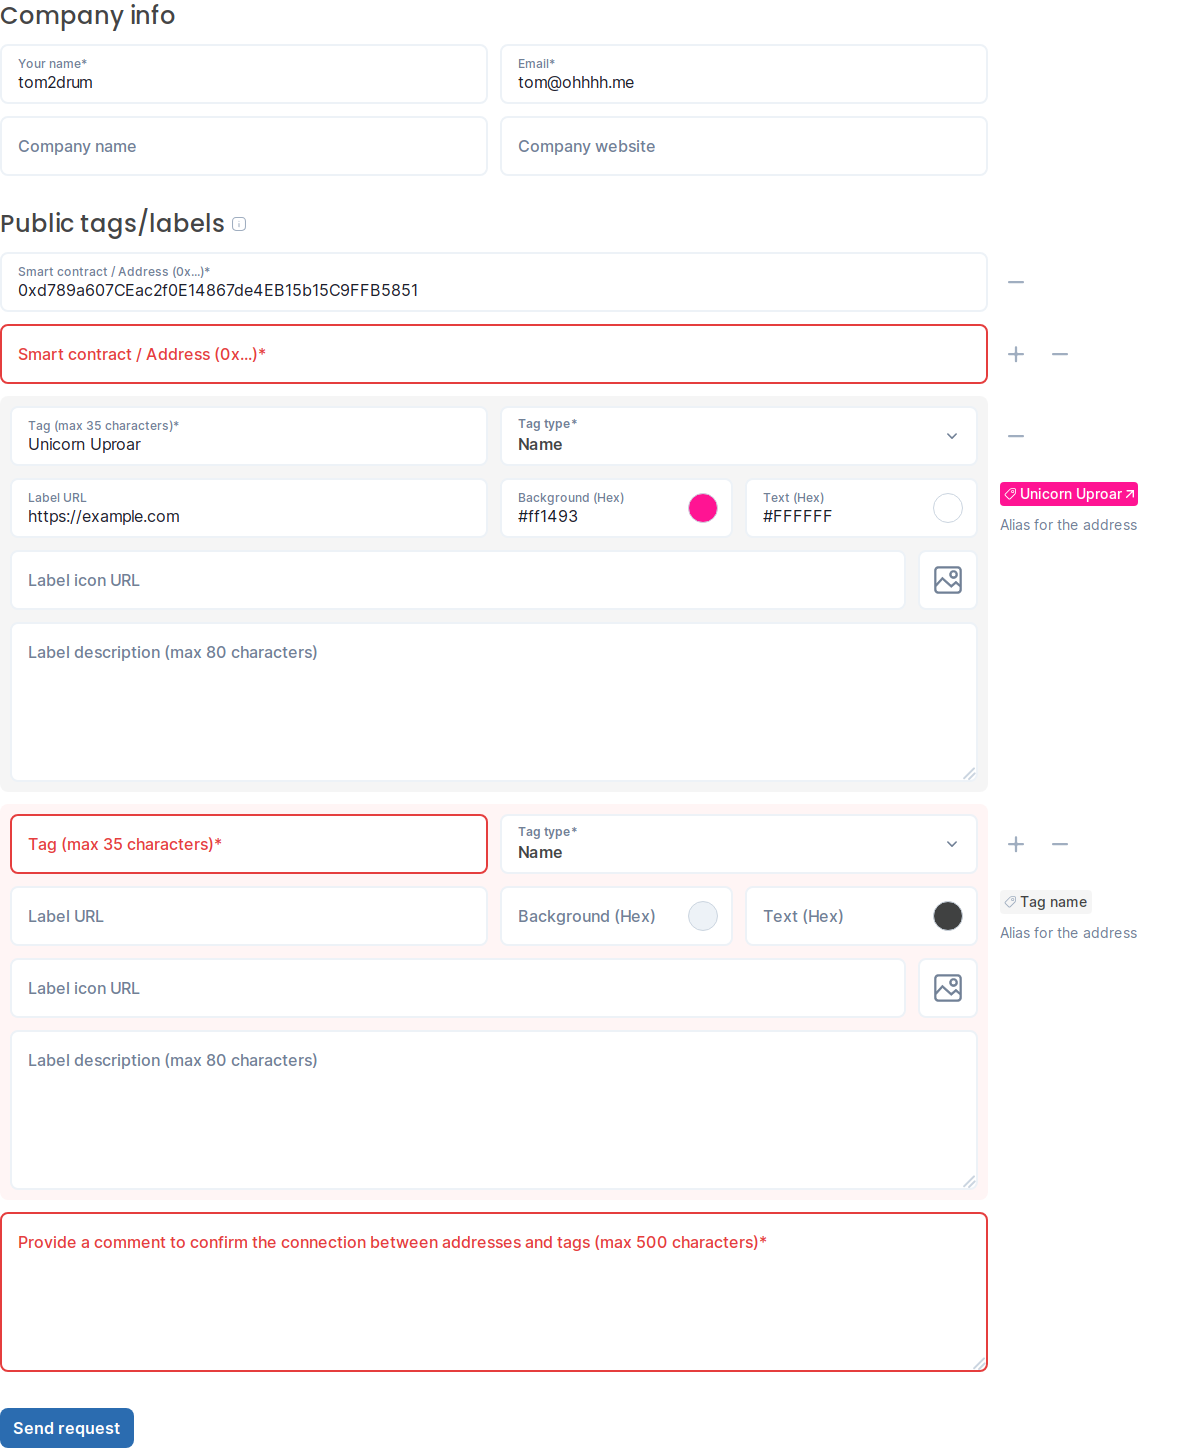 Company info
Your name*
tom2drum
Email*
tom@ohhhh.me
Company name
Company website
Public tags/labels
Smart contract / Address (0x...)*
0xd789a607CEac2f0E14867de4EB15b15C9FFB5851
Smart contract / Address (0x...)*
Tag (max 35 characters)*
Unicorn Uproar
Tag type*
Name
Label URL
https://example.com
Background (Hex)
#ff1493
Text (Hex)
#FFFFFF
Unicorn Uproar
Alias for the address
Label icon URL
Label description (max 80 characters)
Tag (max 35 characters)*
Tag type*
Name
Label URL
Background (Hex)
Text (Hex)
Tag name
Alias for the address
Label icon URL
Label description (max 80 characters)
Provide a comment to confirm the connection between addresses and tags (max 500 characters)*
Send request